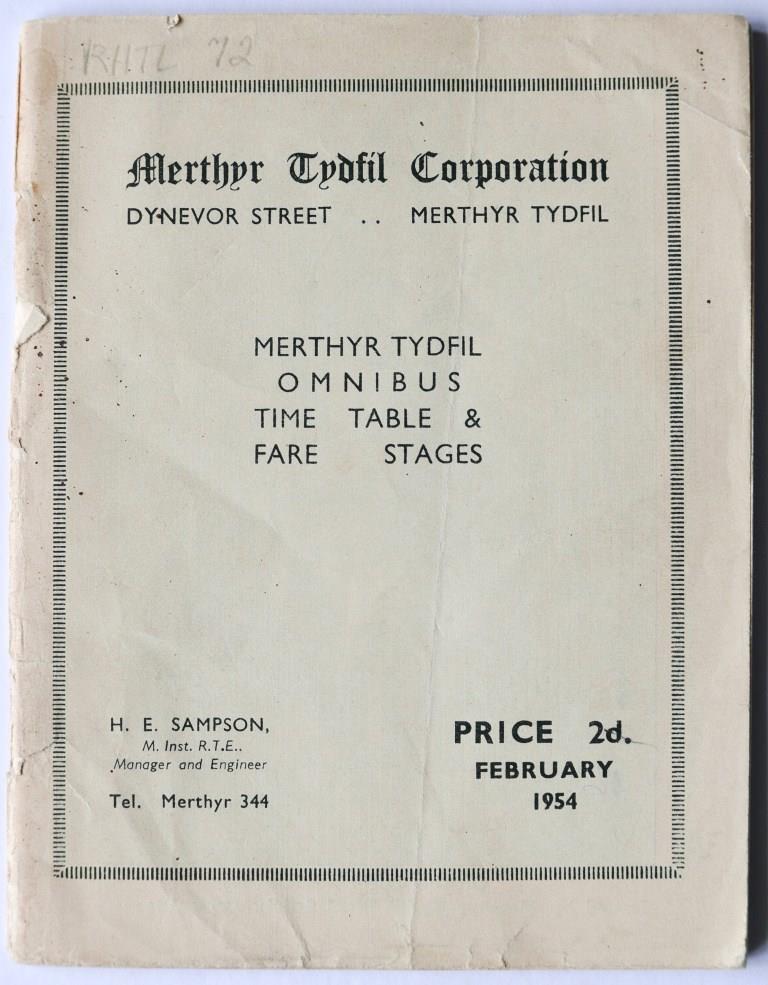 RHTL 72
Merthyr Tydfil Corporation
DYNEVOR STREET .. MERTHYR TYDFIL
MERTHYR TYDFIL
OMNIBUS
TIME TABLE &
FARE STAGES
H. E. SAMPSON,
M. Inst. R.T.E..
Manager and Engineer
Tel. Merthyr 344
PRICE 2d.
FEBRUARY
1954